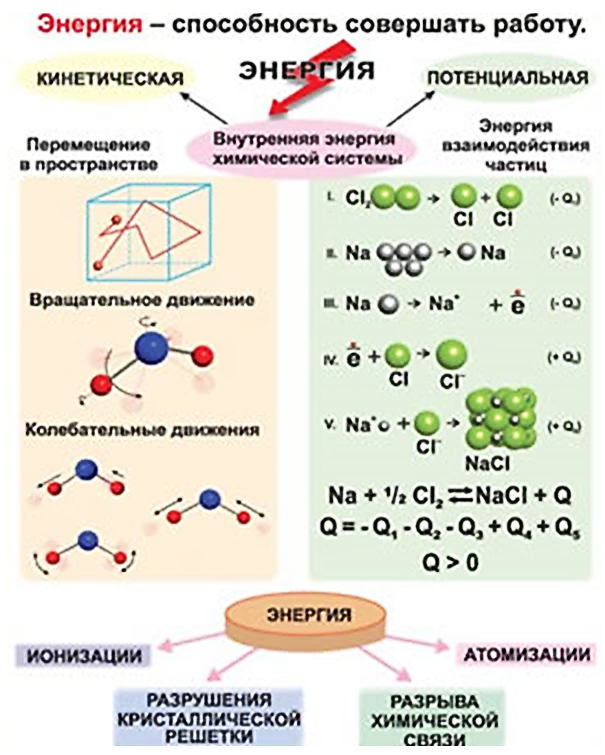 Энергия – способность совершать работу.
ЭНЕРГИЯ
КИНЕТИЧЕСКАЯ
ПОТЕНЦИАЛЬНАЯ
Внутренняя энергия
химической системы
Перемещение
в пространстве
Вращательное движение
Колебательные движения
Энергия
взаимодействия
частиц
I. Cl₂ → Cl + Cl (- Q₁)
II. Na → Na (- Q₂)
III. Na → Na⁺ + e (- Q₃)
IV. e + Cl → Cl⁻ (+ Q₄)
V. Na⁺ + Cl⁻ → NaCl (+ Q₅)
Na + ½ Cl₂ ⇄ NaCl + Q
Q = - Q₁ - Q₂ - Q₃ + Q₄ + Q₅
Q > 0
ЭНЕРГИЯ
ИОНИЗАЦИИ
АТОМИЗАЦИИ
РАЗРУШЕНИЯ
КРИСТАЛЛИЧЕСКОЙ
РЕШЕТКИ
РАЗРЫВА
ХИМИЧЕСКОЙ
СВЯЗИ